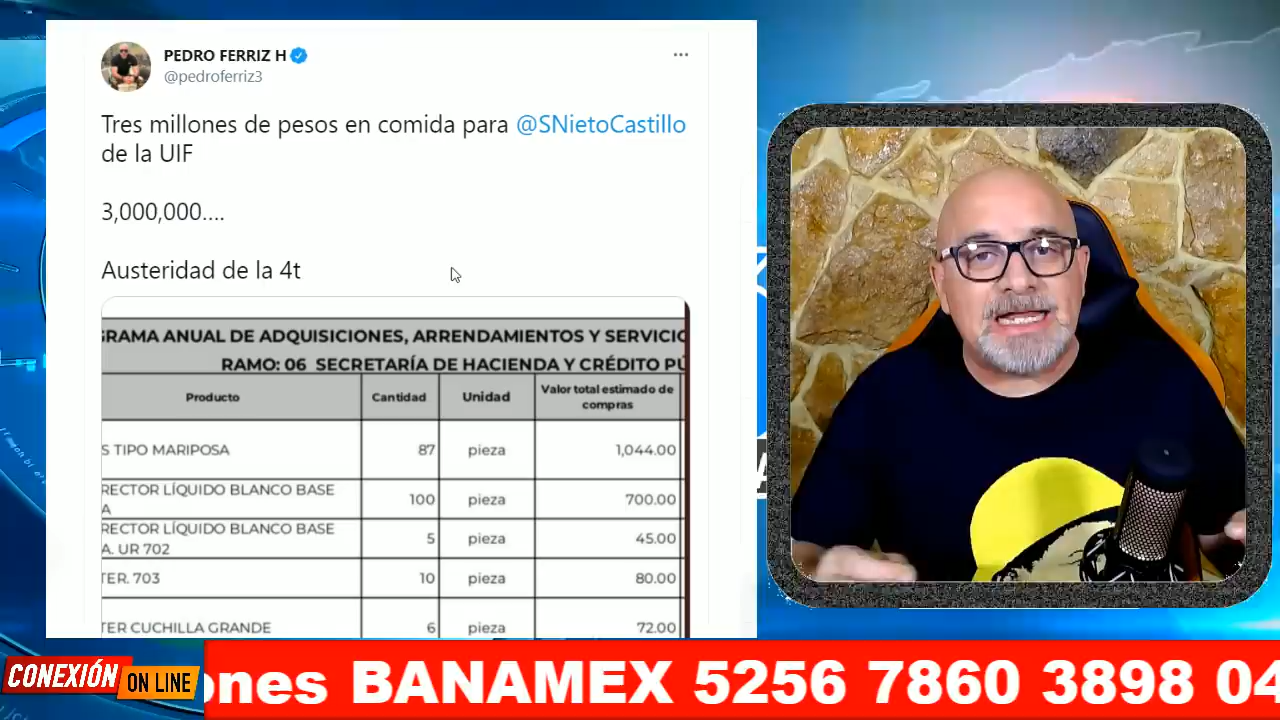 PEDRO FERRIZ H
@pedroferriz3
Tres millones de pesos en comida para @SNietoCastillo
de la UIF
3,000,000....
Austeridad de la 4t
GRAMA ANUAL DE ADQUISICIONES, ARRENDAMIENTOS Y SERVICIO
RAMO: 06 SECRETARÍA DE HACIENDA Y CRÉDITO PÚ
Producto Cantidad Unidad Valor total estimado de
compras
S TIPO MARIPOSA 87 pieza 1,044.00
RECTOR LÍQUIDO BLANCO BASE
A 100 pieza 700.00
RECTOR LÍQUIDO BLANCO BASE
A. UR 702 5 pieza 45.00
TER. 703 10 pieza 80.00
TER CUCHILLA GRANDE 6 pieza 72.00
CONEXIÓN
ON LINE
ones BANAMEX 5256 7860 3898 04